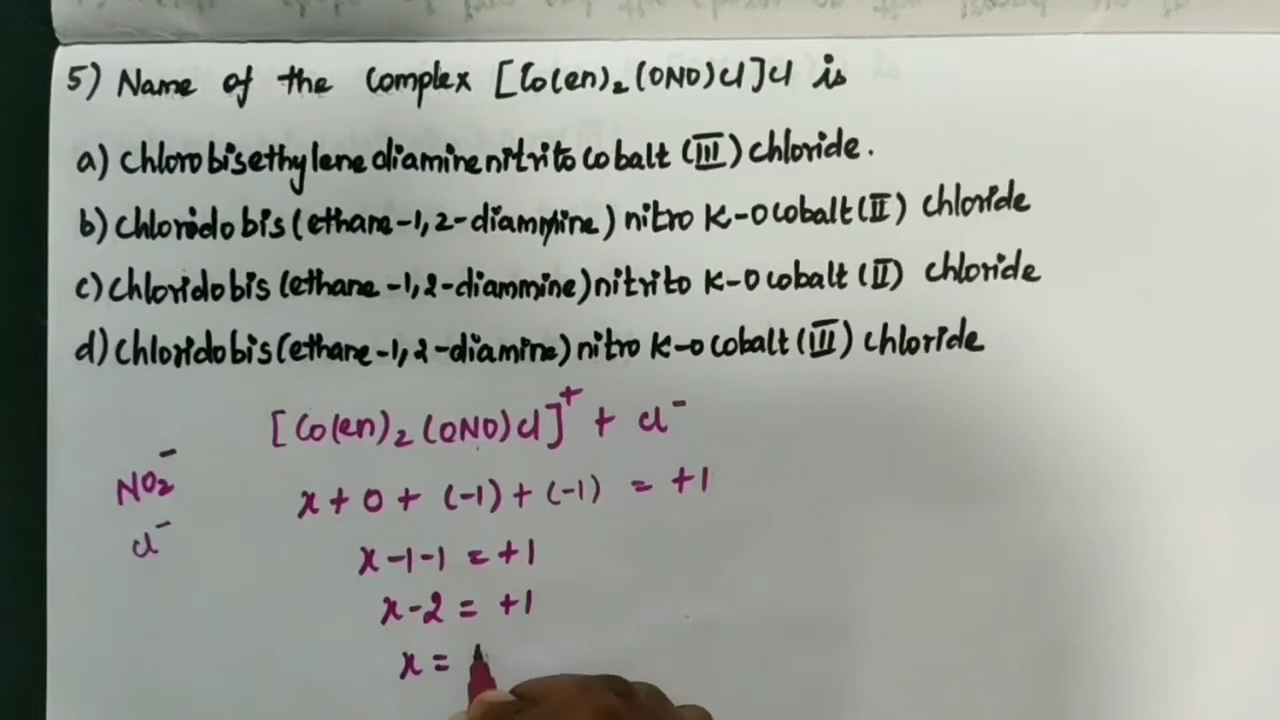 5) Name of the Complex [Co(en)₂(ONO)Cl]Cl is
a) chlorobisethylenediaminenitritocobalt (III) chloride.
b) chloridobis(ethane-1,2-diammine) nitro K-O cobalt (II) chloride
c) chloridobis (ethane-1,2-diammine) nitrito K-O cobalt (II) chloride
d) chloridobis (ethane-1,2-diamine) nitro K-O cobalt (III) chloride
[Co(en)₂(ONO)Cl]⁺ + Cl⁻
NO₂⁻
x + 0 + (-1) + (-1) = +1
Cl⁻
x-1-1 = +1
x-2 = +1
x =